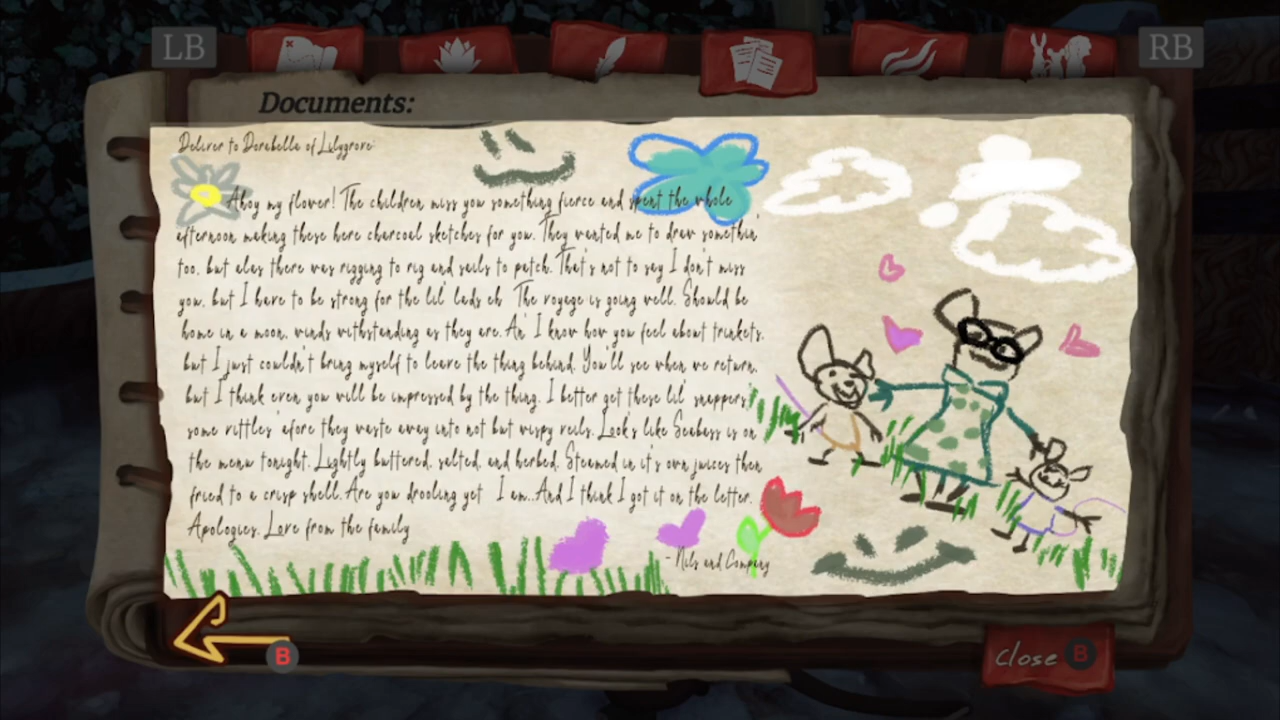 LB
RB
Documents:
Deliver to Dorabelle of Lilygrove
Ahoy my flower! The children miss you something fierce and spent the whole
afternoon making these here charcoal sketches for you. They wanted me to draw somethin'
too, but alas there was rigging to rig and sails to patch. That's not to say I don't miss
you, but I have to be strong for the lil' lads eh The voyage is going well. Should be
home in a moon, winds withstanding as they are. An' I know how you feel about trinkets,
but I just couldn't bring myself to leave the thing behind. You'll see when we return,
but I think even you will be impressed by the thing. I better get these lil' snappers'
some vittles 'afore they waste away into not but wispy veils. Look's like Seabass is on
the menu tonight. Lightly buttered, salted, and herbed. Steamed in it's own juices then
fried to a crisp shell. Are you drooling yet I am. And I think I got it on the letter.
Apologies. Love from the family
- Nils and Company
B
close B